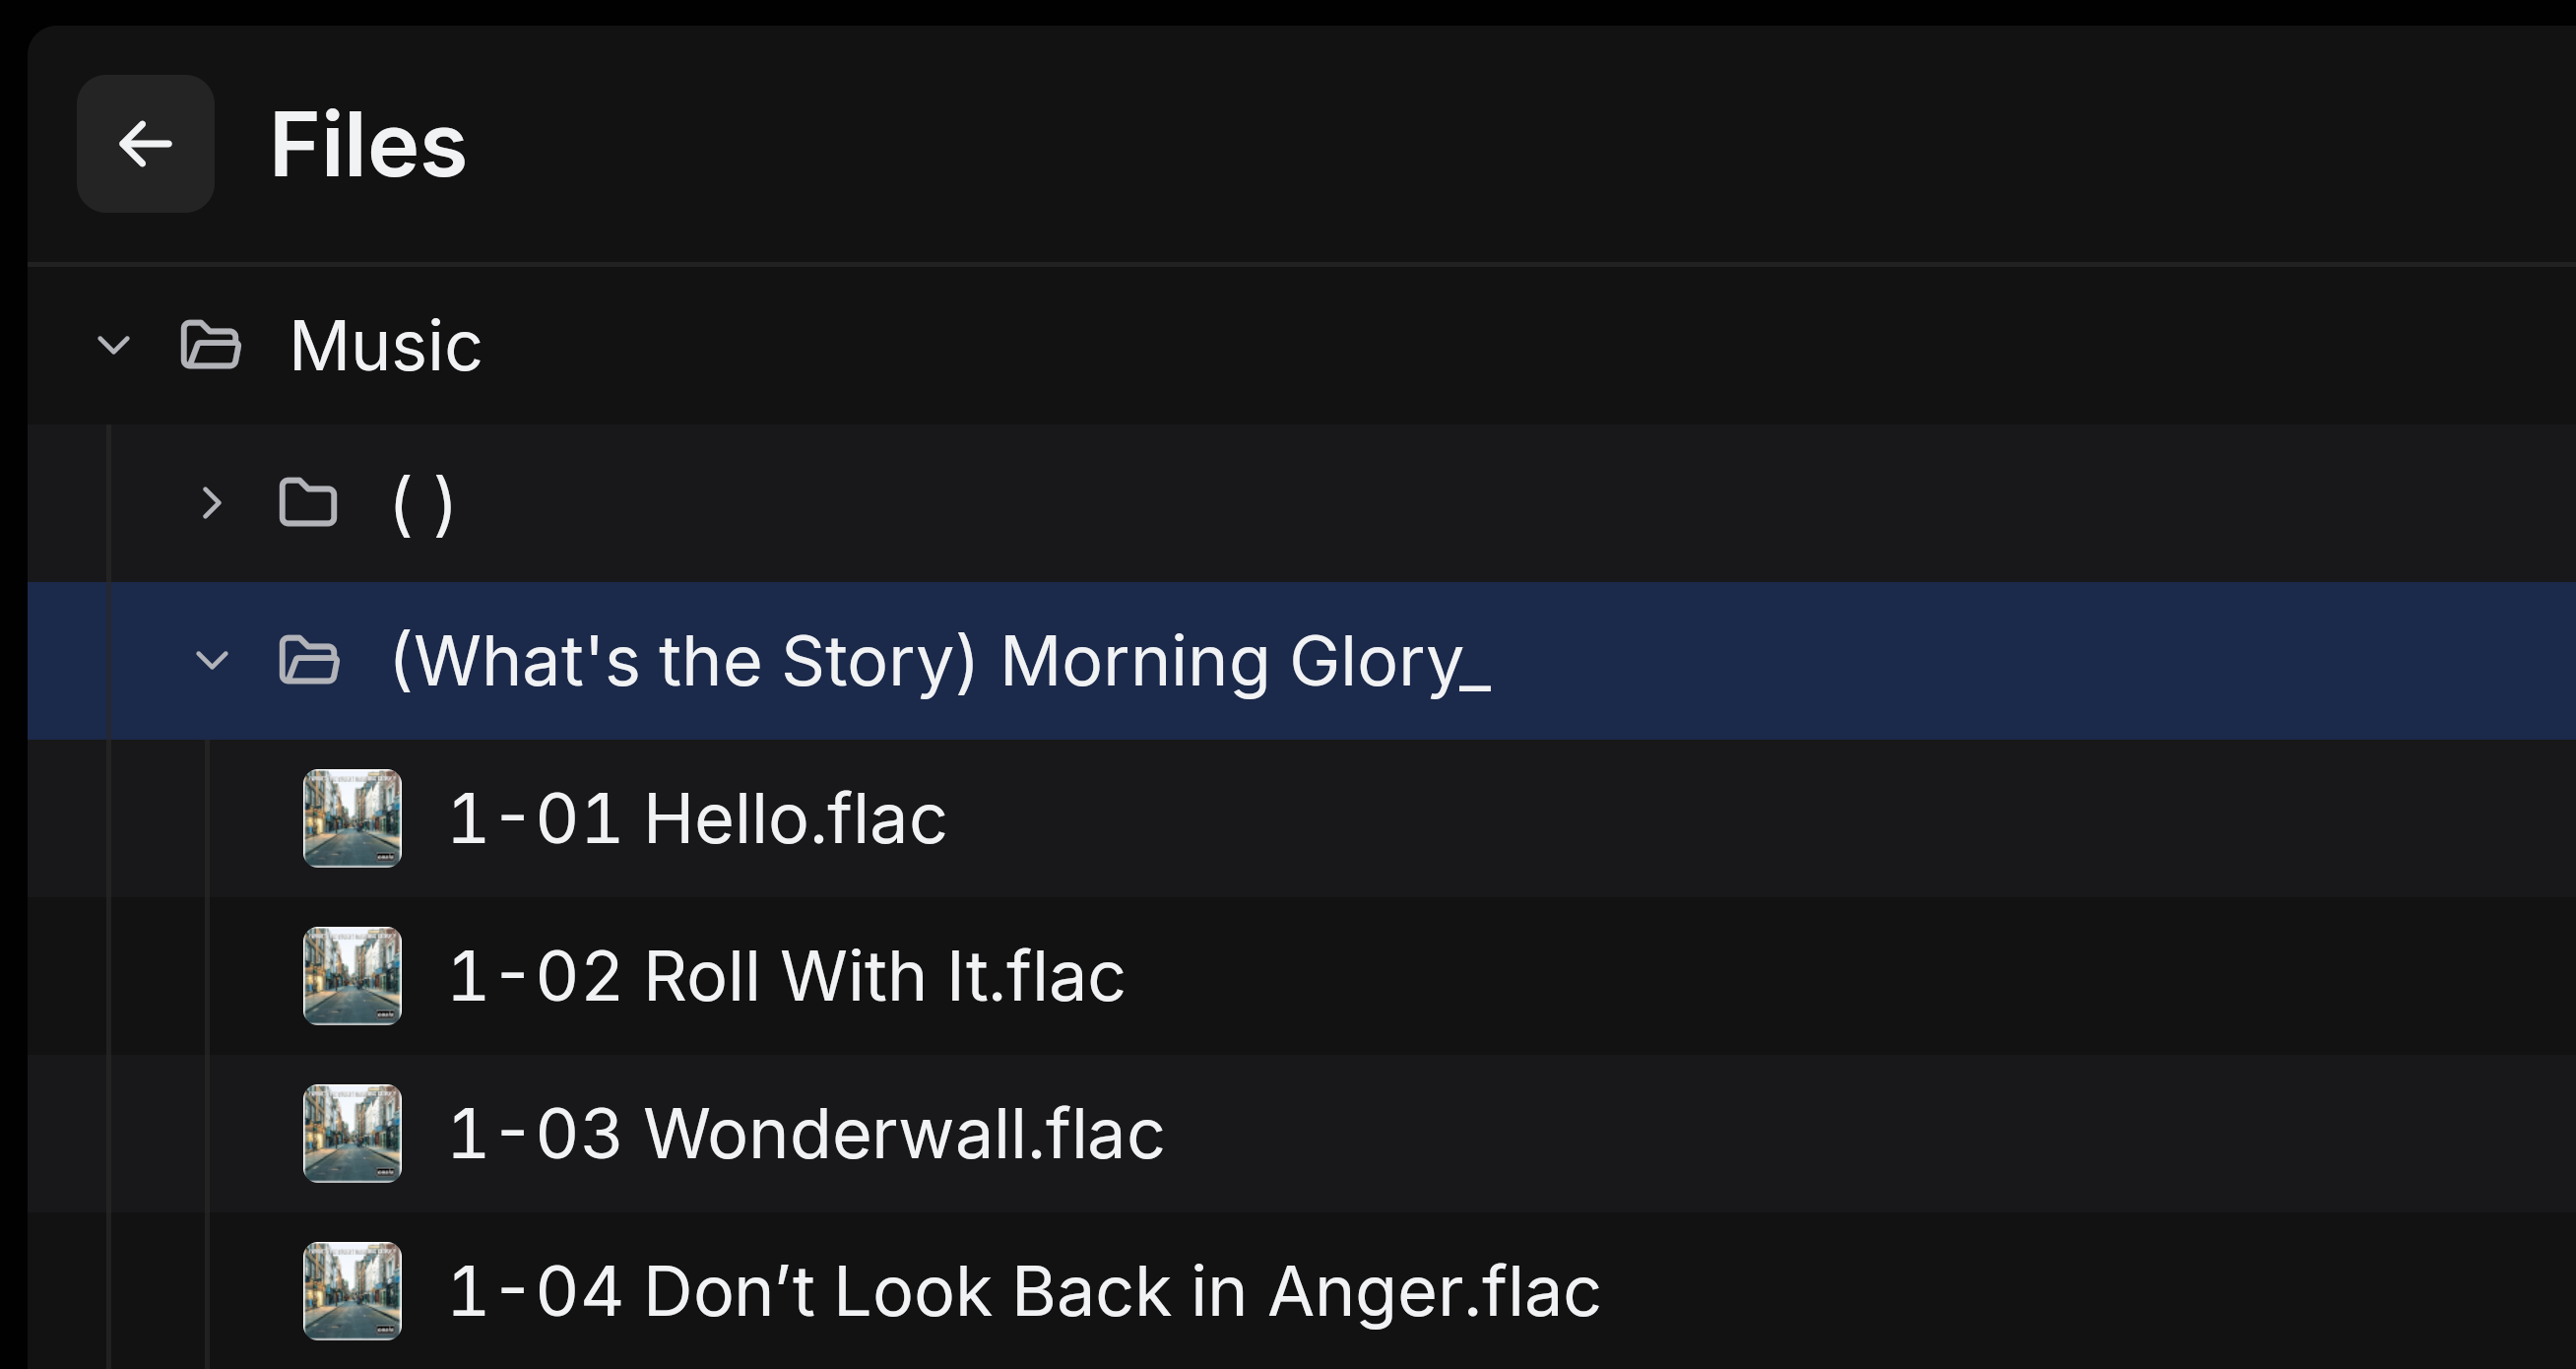 Files
Music
( )
(What's the Story) Morning Glory_
1-01 Hello.flac
1-02 Roll With It.flac
1-03 Wonderwall.flac
1-04 Don’t Look Back in Anger.flac